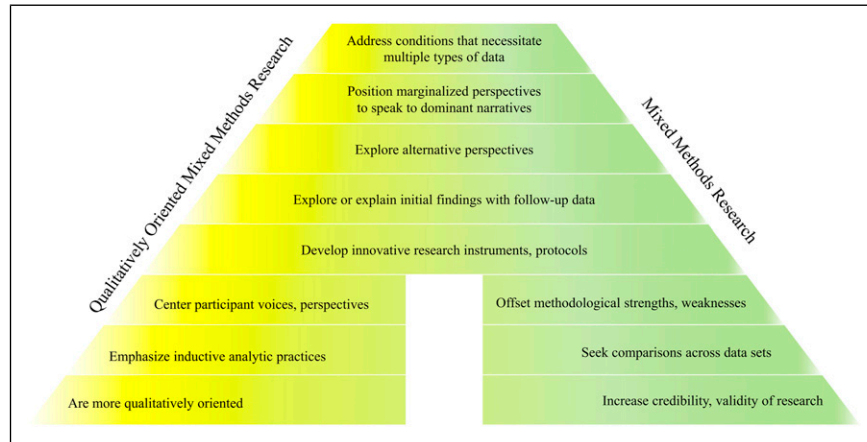 Qualitatively Oriented Mixed Methods Research
Mixed Methods Research
Address conditions that necessitate
multiple types of data
Position marginalized perspectives
to speak to dominant narratives
Explore alternative perspectives
Explore or explain initial findings with follow-up data
Develop innovative research instruments, protocols
Center participant voices, perspectives
Offset methodological strengths, weaknesses
Emphasize inductive analytic practices
Seek comparisons across data sets
Are more qualitatively oriented
Increase credibility, validity of research